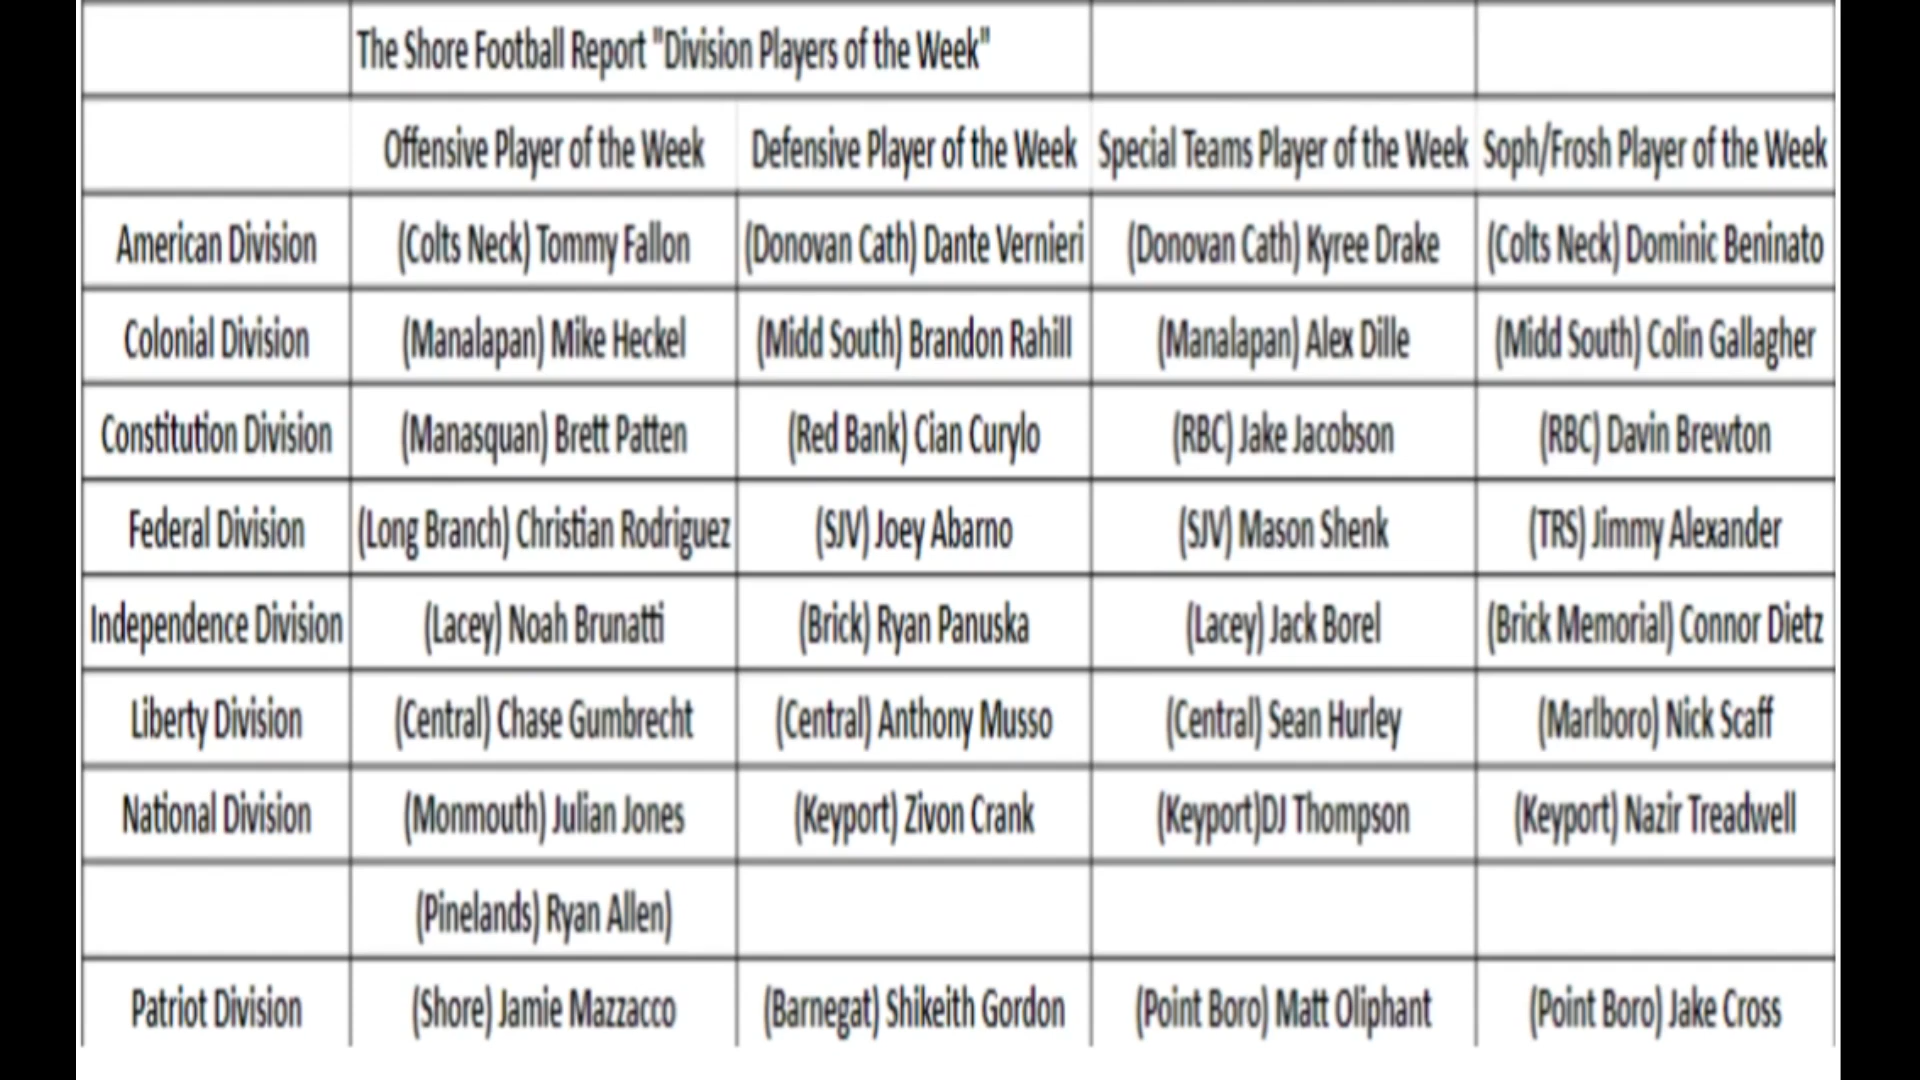 The Shore Football Report "Division Players of the Week"
Offensive Player of the Week Defensive Player of the Week Special Teams Player of the Week Soph/Frosh Player of the Week
American Division (Colts Neck) Tommy Fallon (Donovan Cath) Dante Vernieri (Donovan Cath) Kyree Drake (Colts Neck) Dominic Beninato
Colonial Division (Manalapan) Mike Heckel (Midd South) Brandon Rahill (Manalapan) Alex Dille (Midd South) Colin Gallagher
Constitution Division (Manasquan) Brett Patten (Red Bank) Cian Curylo (RBC) Jake Jacobson (RBC) Davin Brewton
Federal Division (Long Branch) Christian Rodriguez (SJV) Joey Abarno (SJV) Mason Shenk (TRS) Jimmy Alexander
Independence Division (Lacey) Noah Brunatti (Brick) Ryan Panuska (Lacey) Jack Borel (Brick Memorial) Connor Dietz
Liberty Division (Central) Chase Gumbrecht (Central) Anthony Musso (Central) Sean Hurley (Marlboro) Nick Scaff
National Division (Monmouth) Julian Jones (Keyport) Zivon Crank (Keyport)DJ Thompson (Keyport) Nazir Treadwell
(Pinelands) Ryan Allen)
Patriot Division (Shore) Jamie Mazzacco (Barnegat) Shikeith Gordon (Point Boro) Matt Oliphant (Point Boro) Jake Cross